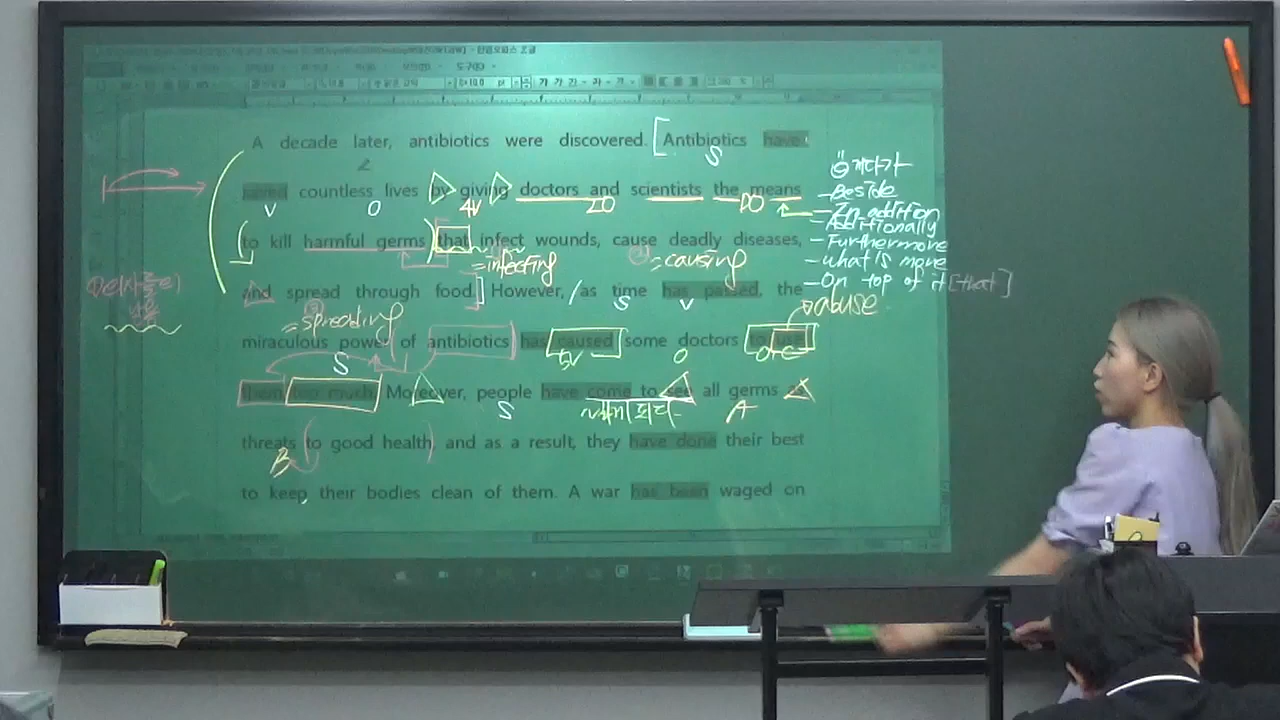 A decade later, antibiotics were discovered. [Antibiotics have
saved countless lives by giving doctors and scientists the means
to kill harmful germs) that infect wounds, cause deadly diseases,
and spread through food.] However, / as time has passed, the
miraculous power of antibiotics has caused some doctors to use
them too much. Moreover, people have come to see all germs as
threats to good health, and as a result, they have done their best
to keep their bodies clean of them. A war has been waged on
S
V O 4V IO DO
= infecting
= causing
S V
= spreading
→ abuse
S 5V O O.C
S A
B
게다가
- Beside
- In addition
- Additionally
- Furthermore
- what is more
- On top of it [that]